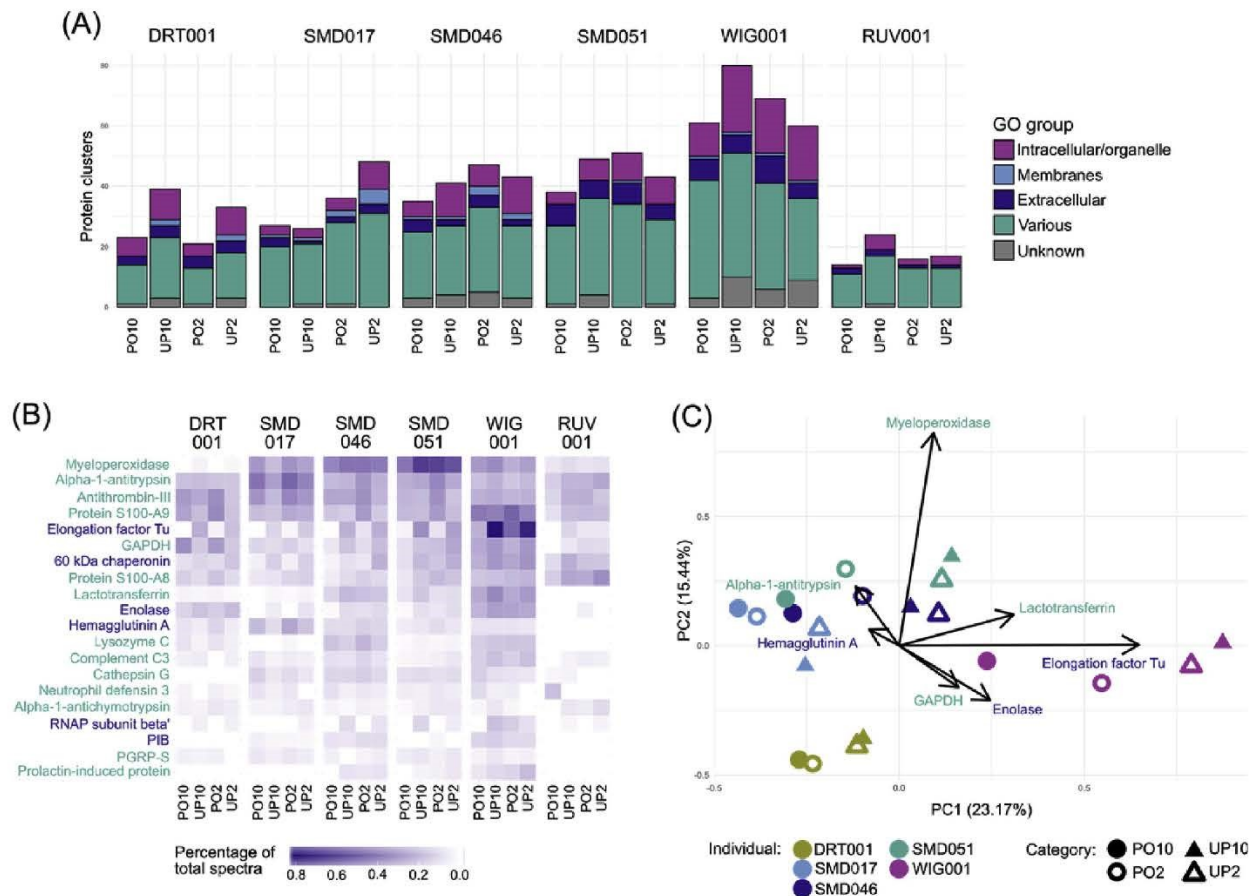 (A)
DRT001 SMD017 SMD046 SMD051 WIG001 RUV001
Protein clusters
80
60
40
20
0
PO10 UP10 PO2 UP2 PO10 UP10 PO2 UP2 PO10 UP10 PO2 UP2 PO10 UP10 PO2 UP2 PO10 UP10 PO2 UP2 PO10 UP10 PO2 UP2
GO group
Intracellular/organelle
Membranes
Extracellular
Various
Unknown
(B)
DRT 001 SMD 017 SMD 046 SMD 051 WIG 001 RUV 001
Myeloperoxidase
Alpha-1-antitrypsin
Antithrombin-III
Protein S100-A9
Elongation factor Tu
GAPDH
60 kDa chaperonin
Protein S100-A8
Lactotransferrin
Enolase
Hemagglutinin A
Lysozyme C
Complement C3
Cathepsin G
Neutrophil defensin 3
Alpha-1-antichymotrypsin
RNAP subunit beta'
PIB
PGRP-S
Prolactin-induced protein
PO10 UP10 PO2 UP2 PO10 UP10 PO2 UP2 PO10 UP10 PO2 UP2 PO10 UP10 PO2 UP2 PO10 UP10 PO2 UP2 PO10 UP10 PO2 UP2
Percentage of
total spectra
0.8 0.6 0.4 0.2 0.0
(C)
Myeloperoxidase
Alpha-1-antitrypsin
Lactotransferrin
Hemagglutinin A
Elongation factor Tu
GAPDH
Enolase
PC2 (15.44%)
0.5
0.0
-0.5
-0.5 0.0 0.5
PC1 (23.17%)
Individual: DRT001 SMD051 Category: PO10 UP10
SMD017 WIG001 PO2 UP2
SMD046